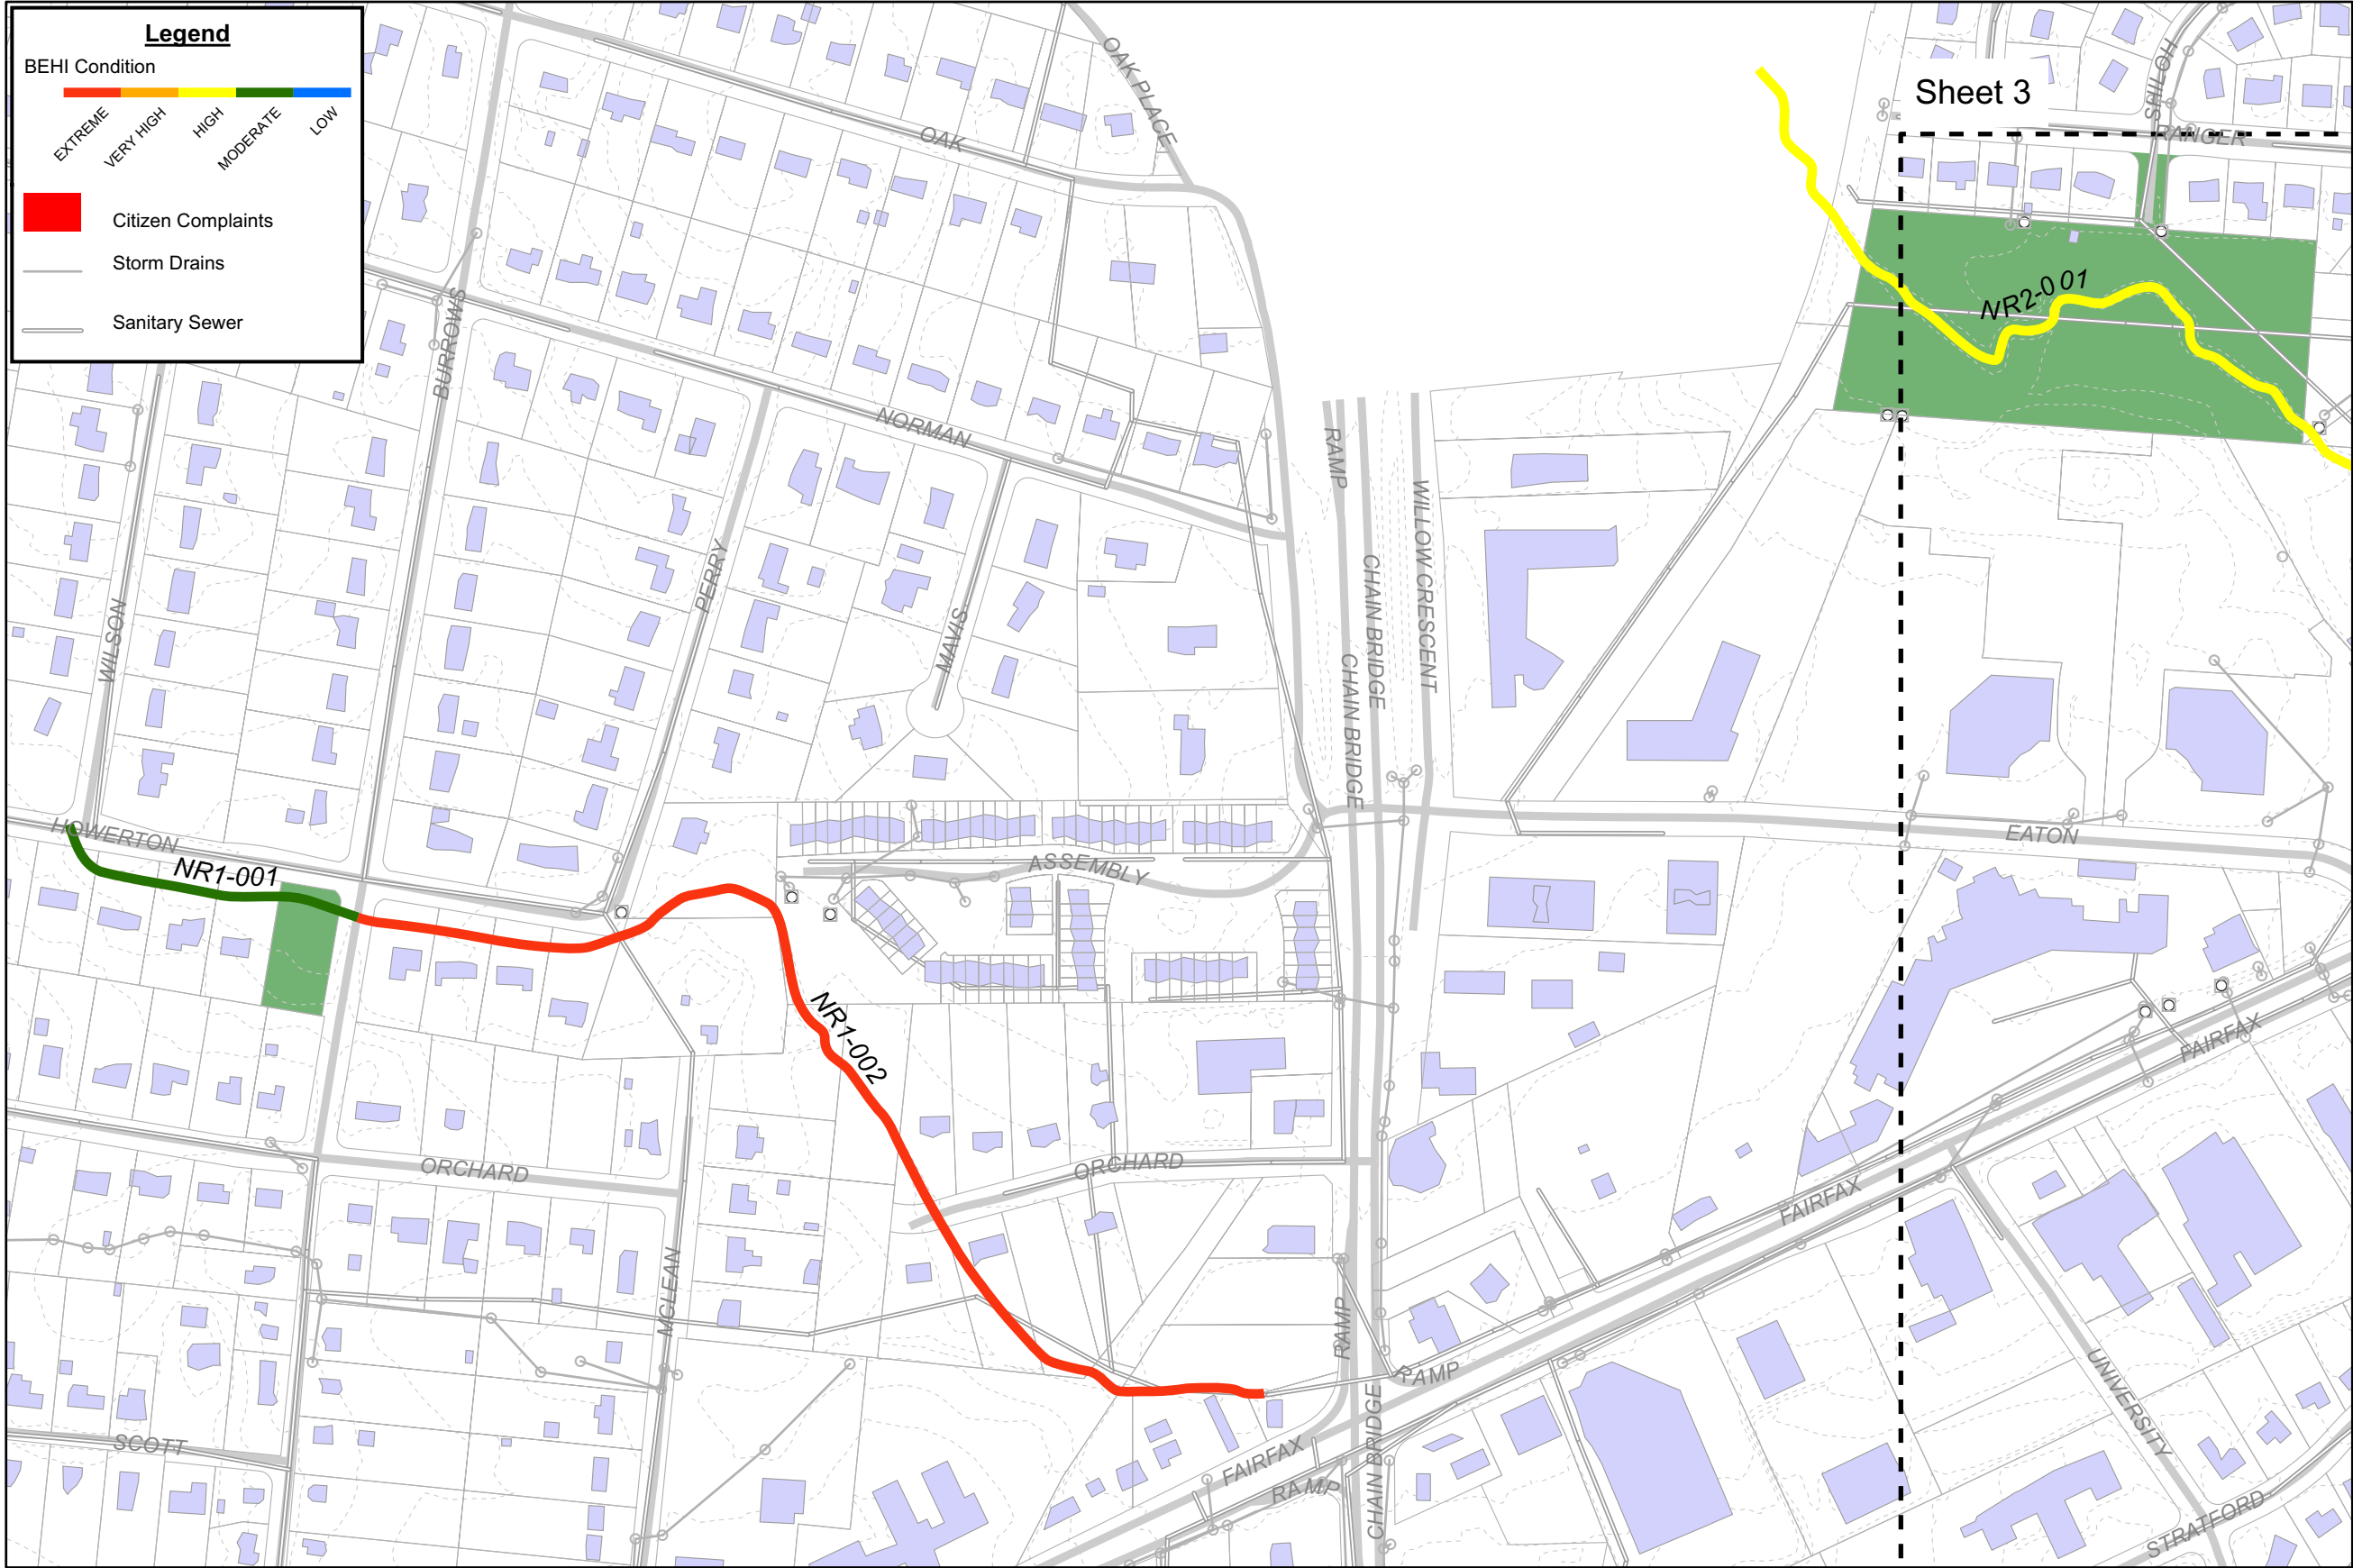 Legend
BEHI Condition
EXTREME
VERY HIGH
HIGH
MODERATE
LOW
Citizen Complaints
Storm Drains
Sanitary Sewer
OAK PLACE
OAK
Sheet 3
SHILOH
RANGER
NR2-001
BURROWS
NORMAN
RAMP
WILLOW CRESCENT
CHAIN BRIDGE
CHAIN BRIDGE
PERRY
MAVIS
WILSON
HOWERTON
NR1-001
ASSEMBLY
EATON
NR1-002
FAIRFAX
ORCHARD
ORCHARD
FAIRFAX
MCLEAN
RAMP
RAMP
UNIVERSITY
SCOTT
FAIRFAX
RAMP
CHAIN BRIDGE
STRATFORD